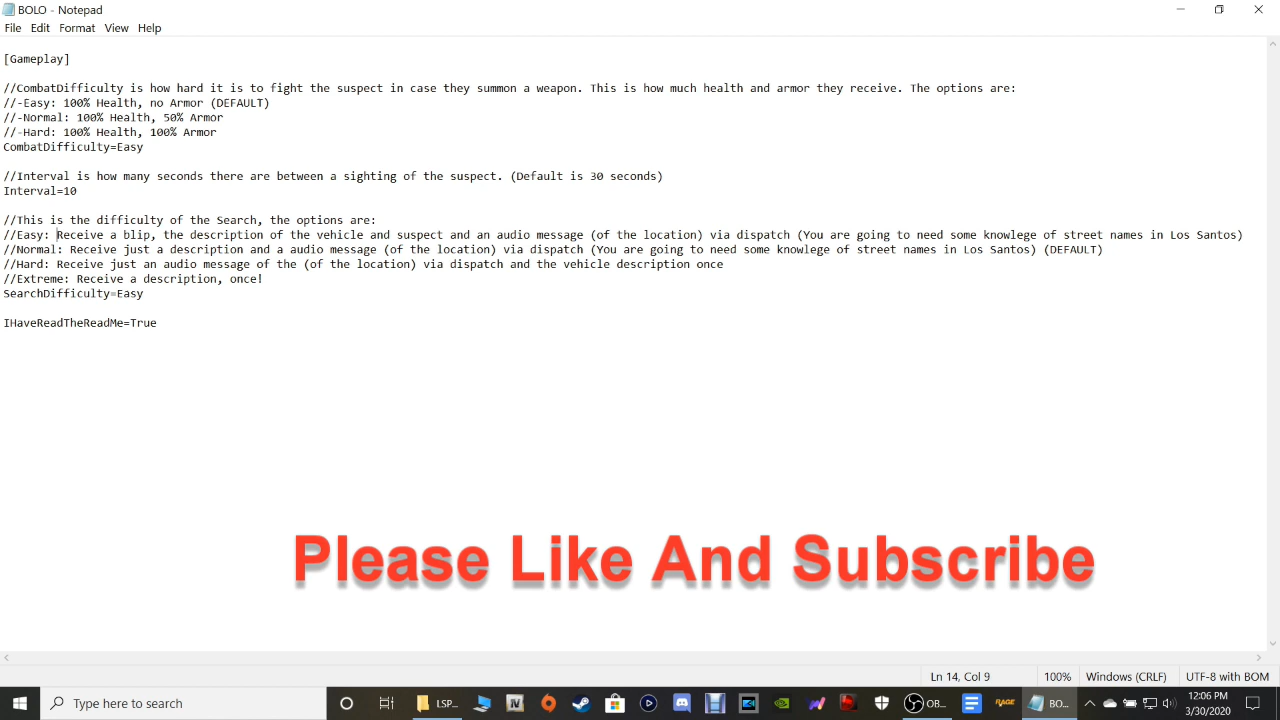 BOLO - Notepad
File Edit Format View Help
[Gameplay]
//CombatDifficulty is how hard it is to fight the suspect in case they summon a weapon. This is how much health and armor they receive. The options are:
//-Easy: 100% Health, no Armor (DEFAULT)
//-Normal: 100% Health, 50% Armor
//-Hard: 100% Health, 100% Armor
CombatDifficulty=Easy
//Interval is how many seconds there are between a sighting of the suspect. (Default is 30 seconds)
Interval=10
//This is the difficulty of the Search, the options are:
//Easy: Receive a blip, the description of the vehicle and suspect and an audio message (of the location) via dispatch (You are going to need some knowlege of street names in Los Santos)
//Normal: Receive just a description and a audio message (of the location) via dispatch (You are going to need some knowlege of street names in Los Santos) (DEFAULT)
//Hard: Receive just an audio message of the (of the location) via dispatch and the vehicle description once
//Extreme: Receive a description, once!
SearchDifficulty=Easy
IHaveReadTheReadMe=True
Please Like And Subscribe
Ln 14, Col 9 100% Windows (CRLF) UTF-8 with BOM
Type here to search LSP... OB... RAGE BO... 12:06 PM
3/30/2020